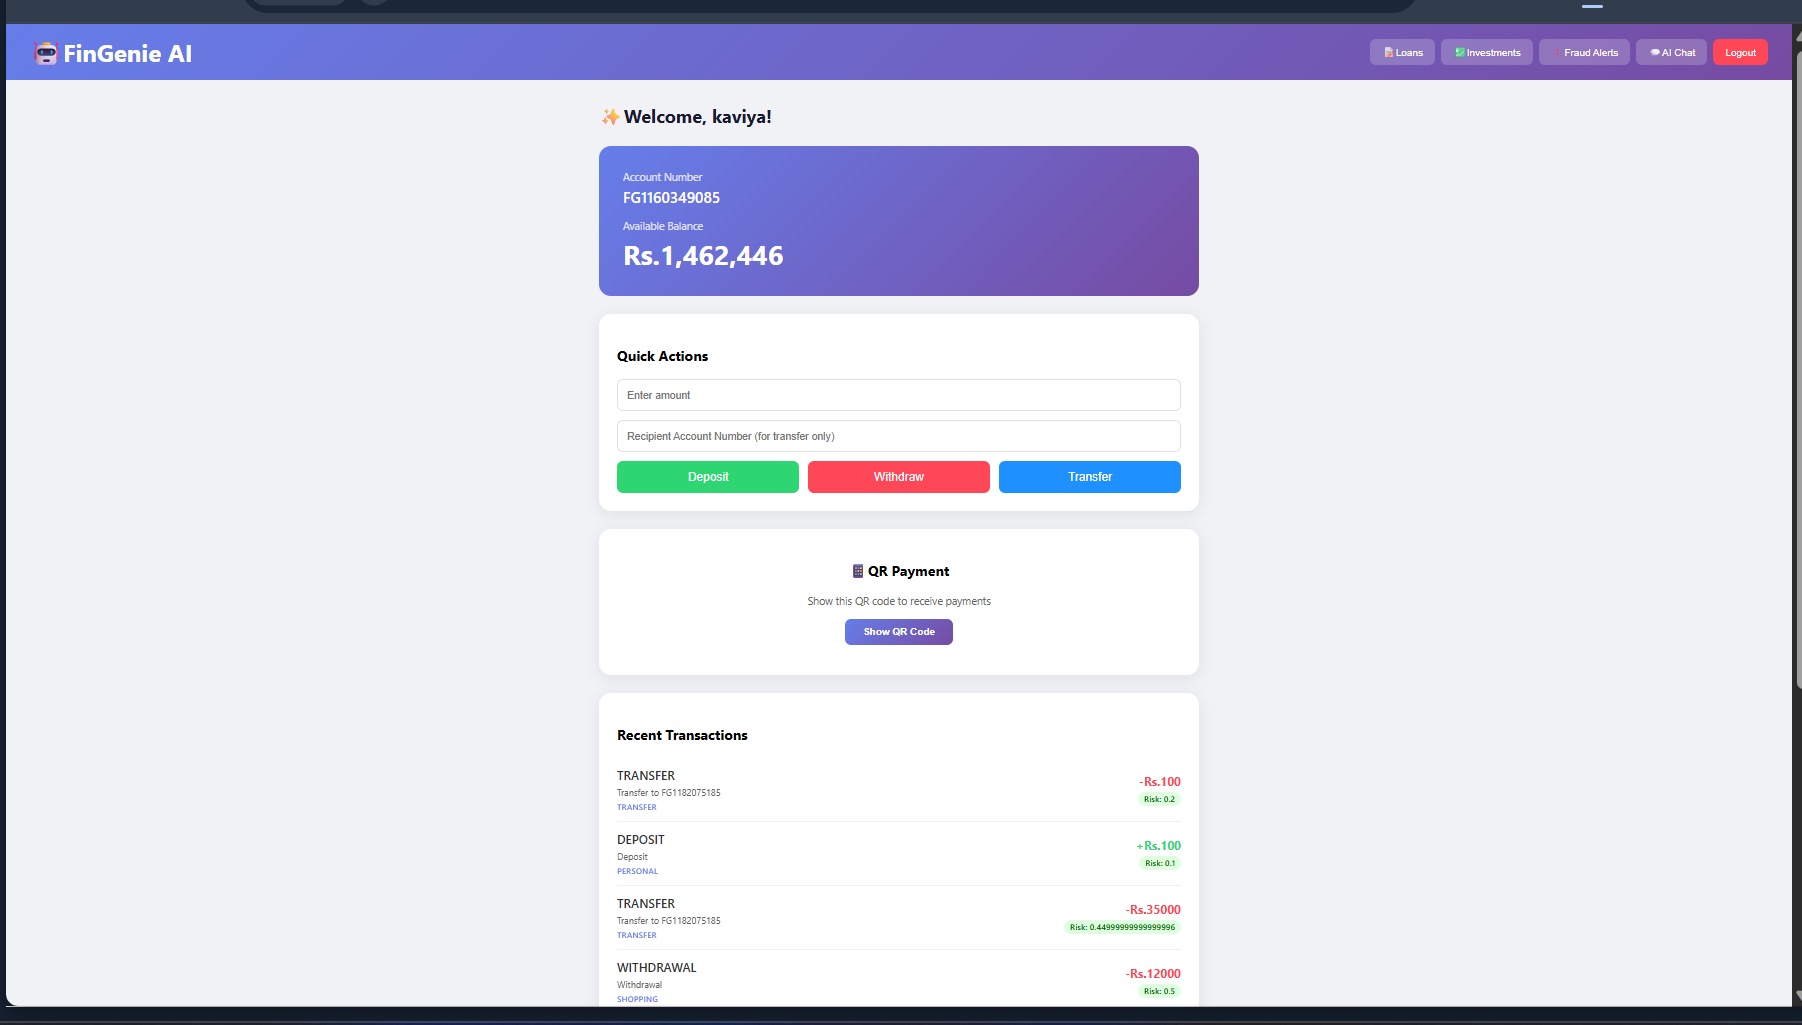 FinGenie AI
Loans
Investments
Fraud Alerts
AI Chat
Logout
Welcome, kaviya!
Account Number
FG1160349085
Available Balance
Rs.1,462,446
Quick Actions
Enter amount
Recipient Account Number (for transfer only)
Deposit
Withdraw
Transfer
QR Payment
Show this QR code to receive payments
Show QR Code
Recent Transactions
TRANSFER
-Rs.100
Transfer to FG1182075185
Risk: 0.2
TRANSFER
DEPOSIT
+Rs.100
Deposit
Risk: 0.1
PERSONAL
TRANSFER
-Rs.35000
Transfer to FG1182075185
Risk: 0.44999999999999996
TRANSFER
WITHDRAWAL
-Rs.12000
Withdrawal
Risk: 0.5
SHOPPING